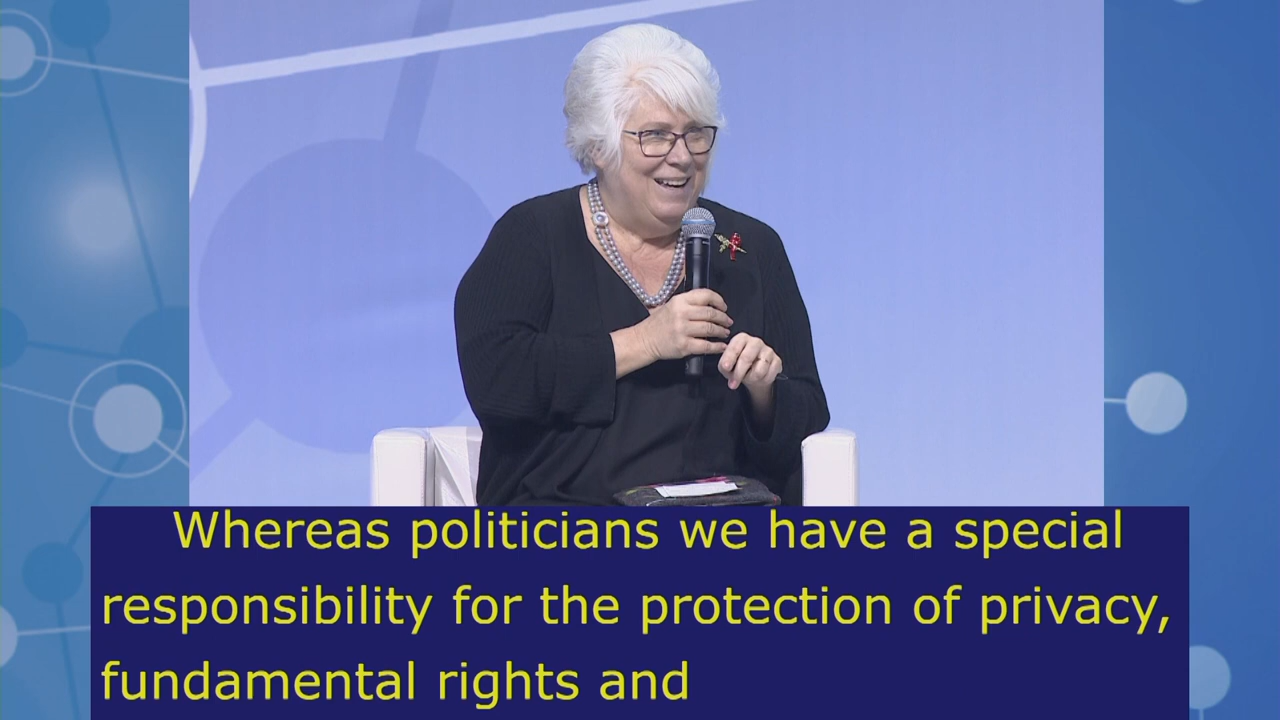 Whereas politicians we have a special
responsibility for the protection of privacy,
fundamental rights and